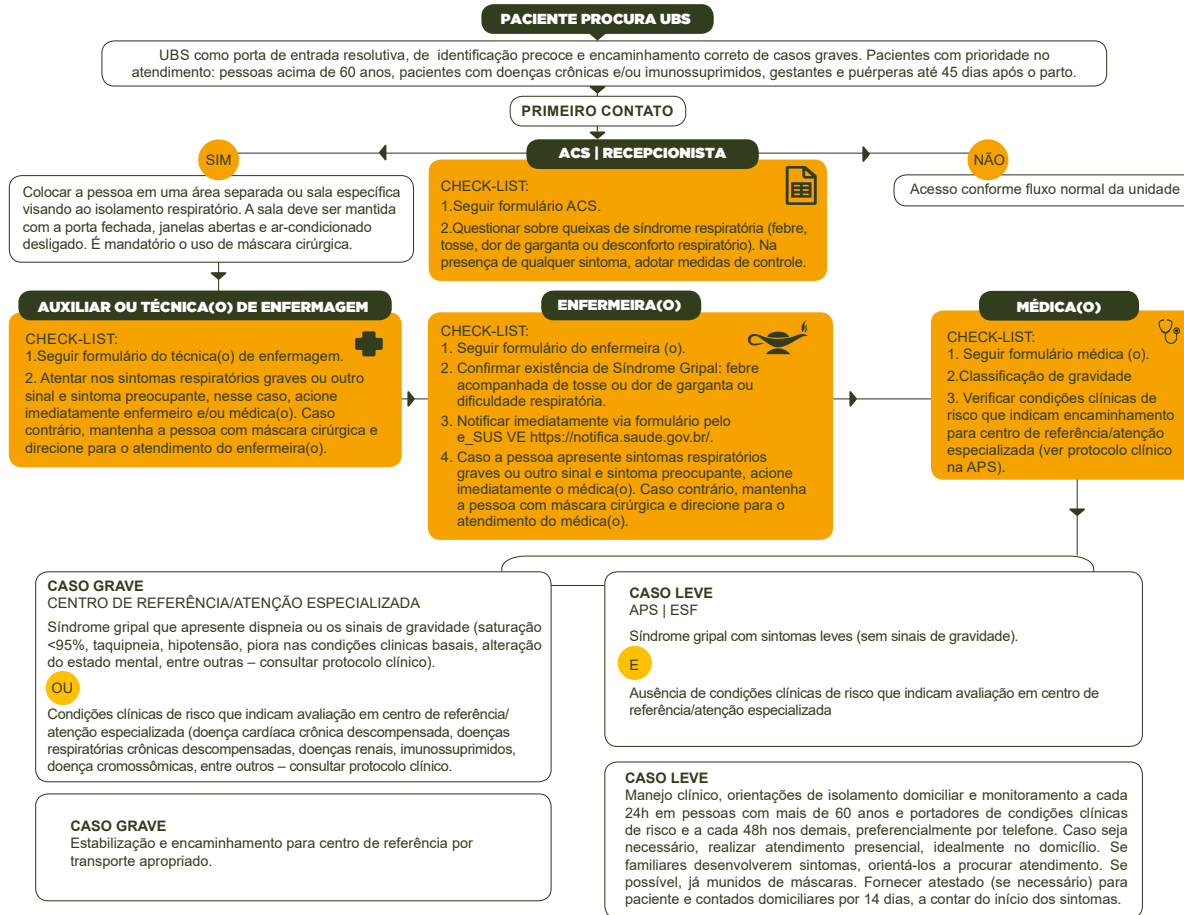 PACIENTE PROCURA UBS
UBS como porta de entrada resolutiva, de identificação precoce e encaminhamento correto de casos graves. Pacientes com prioridade no
atendimento: pessoas acima de 60 anos, pacientes com doenças crônicas e/ou imunossuprimidos, gestantes e puérperas até 45 dias após o parto.
PRIMEIRO CONTATO
SIM
ACS | RECEPCIONISTA
NÃO
Colocar a pessoa em uma área separada ou sala específica
visando ao isolamento respiratório. A sala deve ser mantida
com a porta fechada, janelas abertas e ar-condicionado
desligado. É mandatório o uso de máscara cirúrgica.
CHECK-LIST:
1.Seguir formulário ACS.
2.Questionar sobre queixas de síndrome respiratória (febre,
tosse, dor de garganta ou desconforto respiratório). Na
presença de qualquer sintoma, adotar medidas de controle.
Acesso conforme fluxo normal da unidade
AUXILIAR OU TÉCNICA(O) DE ENFERMAGEM
CHECK-LIST:
1.Seguir formulário do técnica(o) de enfermagem.
2. Atentar nos sintomas respiratórios graves ou outro
sinal e sintoma preocupante, nesse caso, acione
imediatamente enfermeiro e/ou médica(o). Caso
contrário, mantenha a pessoa com máscara cirúrgica e
direcione para o atendimento do enfermeira(o).
ENFERMEIRA(O)
CHECK-LIST:
1. Seguir formulário do enfermeira (o).
2. Confirmar existência de Síndrome Gripal: febre
acompanhada de tosse ou dor de garganta ou
dificuldade respiratória.
3. Notificar imediatamente via formulário pelo
e_SUS VE https://notifica.saude.gov.br/.
4. Caso a pessoa apresente sintomas respiratórios
graves ou outro sinal e sintoma preocupante, acione
imediatamente o médica(o). Caso contrário, mantenha
a pessoa com máscara cirúrgica e direcione para o
atendimento do médica(o).
MÉDICA(O)
CHECK-LIST:
1. Seguir formulário médica (o).
2.Classificação de gravidade
3. Verificar condições clínicas de
risco que indicam encaminhamento
para centro de referência/atenção
especializada (ver protocolo clínico
na APS).
CASO GRAVE
CENTRO DE REFERÊNCIA/ATENÇÃO ESPECIALIZADA
Síndrome gripal que apresente dispneia ou os sinais de gravidade (saturação
<95%, taquipneia, hipotensão, piora nas condições clinicas basais, alteração
do estado mental, entre outras – consultar protocolo clínico).
OU
Condições clínicas de risco que indicam avaliação em centro de referência/
atenção especializada (doença cardíaca crônica descompensada, doenças
respiratórias crônicas descompensadas, doenças renais, imunossuprimidos,
doença cromossômicas, entre outros – consultar protocolo clínico.
CASO LEVE
APS | ESF
Síndrome gripal com sintomas leves (sem sinais de gravidade).
E
Ausência de condições clínicas de risco que indicam avaliação em centro de
referência/atenção especializada
CASO GRAVE
Estabilização e encaminhamento para centro de referência por
transporte apropriado.
CASO LEVE
Manejo clínico, orientações de isolamento domiciliar e monitoramento a cada
24h em pessoas com mais de 60 anos e portadores de condições clínicas
de risco e a cada 48h nos demais, preferencialmente por telefone. Caso seja
necessário, realizar atendimento presencial, idealmente no domicílio. Se
familiares desenvolverem sintomas, orientá-los a procurar atendimento. Se
possível, já munidos de máscaras. Fornecer atestado (se necessário) para
paciente e contados domiciliares por 14 dias, a contar do início dos sintomas.